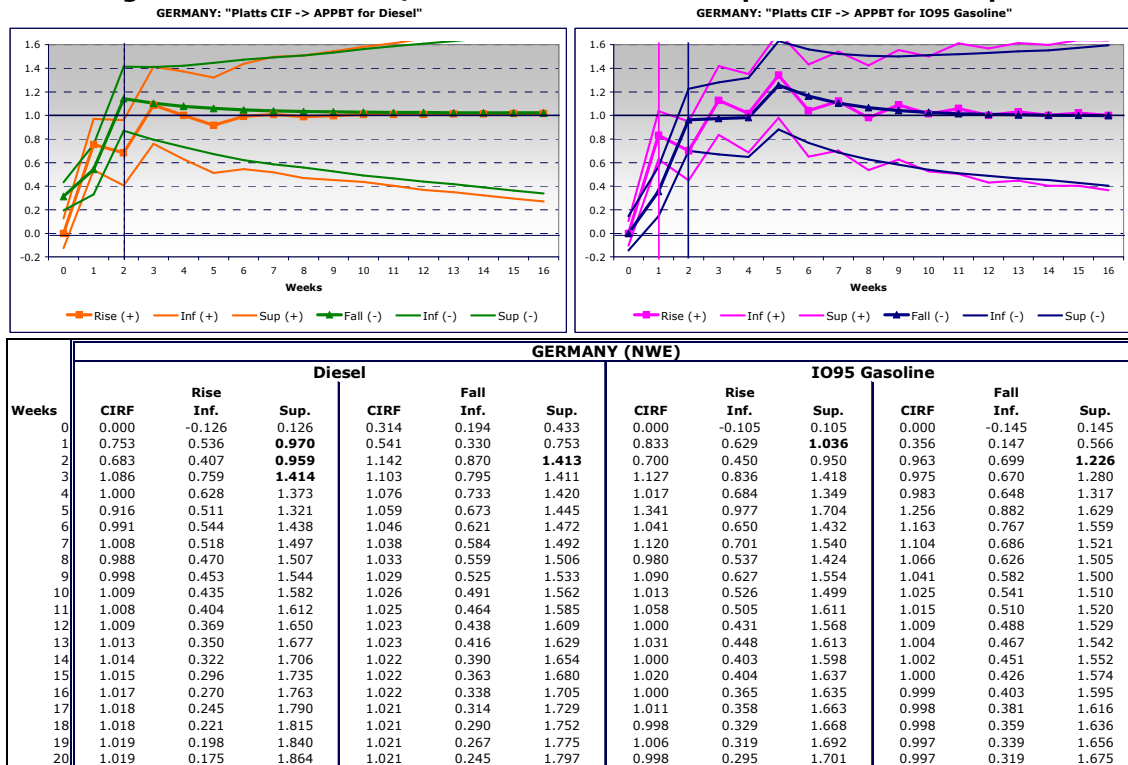 GERMANY: "Platts CIF -> APPBT for Diesel"
1.6
1.4
1.2
1.0
0.8
0.6
0.4
0.2
0.0
-0.2
0 1 2 3 4 5 6 7 8 9 10 11 12 13 14 15 16
Weeks
Rise (+) Inf (+) Sup (+) Fall (-) Inf (-) Sup (-)
GERMANY: "Platts CIF -> APPBT for IO95 Gasoline"
1.6
1.4
1.2
1.0
0.8
0.6
0.4
0.2
0.0
-0.2
0 1 2 3 4 5 6 7 8 9 10 11 12 13 14 15 16
Weeks
Rise (+) Inf (+) Sup (+) Fall (-) Inf (-) Sup (-)
GERMANY (NWE)
Diesel IO95 Gasoline
Rise Fall Rise Fall
Weeks CIRF Inf. Sup. CIRF Inf. Sup. CIRF Inf. Sup. CIRF Inf. Sup.
0 0.000 -0.126 0.126 0.314 0.194 0.433 0.000 -0.105 0.105 0.000 -0.145 0.145
1 0.753 0.536 0.970 0.541 0.330 0.753 0.833 0.629 1.036 0.356 0.147 0.566
2 0.683 0.407 0.959 1.142 0.870 1.413 0.700 0.450 0.950 0.963 0.699 1.226
3 1.086 0.759 1.414 1.103 0.795 1.411 1.127 0.836 1.418 0.975 0.670 1.280
4 1.000 0.628 1.373 1.076 0.733 1.420 1.017 0.684 1.349 0.983 0.648 1.317
5 0.916 0.511 1.321 1.059 0.673 1.445 1.341 0.977 1.704 1.256 0.882 1.629
6 0.991 0.544 1.438 1.046 0.621 1.472 1.041 0.650 1.432 1.163 0.767 1.559
7 1.008 0.518 1.497 1.038 0.584 1.492 1.120 0.701 1.540 1.104 0.686 1.521
8 0.988 0.470 1.507 1.033 0.559 1.506 0.980 0.537 1.424 1.066 0.626 1.505
9 0.998 0.453 1.544 1.029 0.525 1.533 1.090 0.627 1.554 1.041 0.582 1.500
10 1.009 0.435 1.582 1.026 0.491 1.562 1.013 0.526 1.499 1.025 0.541 1.510
11 1.008 0.404 1.612 1.025 0.464 1.585 1.058 0.505 1.611 1.015 0.510 1.520
12 1.009 0.369 1.650 1.023 0.438 1.609 1.000 0.431 1.568 1.009 0.488 1.529
13 1.013 0.350 1.677 1.023 0.416 1.629 1.031 0.448 1.613 1.004 0.467 1.542
14 1.014 0.322 1.706 1.022 0.390 1.654 1.000 0.403 1.598 1.002 0.451 1.552
15 1.015 0.296 1.735 1.022 0.363 1.680 1.020 0.404 1.637 1.000 0.426 1.574
16 1.017 0.270 1.763 1.022 0.338 1.705 1.000 0.365 1.635 0.999 0.403 1.595
17 1.018 0.245 1.790 1.021 0.314 1.729 1.011 0.358 1.663 0.998 0.381 1.616
18 1.018 0.221 1.815 1.021 0.290 1.752 0.998 0.329 1.668 0.998 0.359 1.636
19 1.019 0.198 1.840 1.021 0.267 1.775 1.006 0.319 1.692 0.997 0.339 1.656
20 1.019 0.175 1.864 1.021 0.245 1.797 0.998 0.295 1.701 0.997 0.319 1.675